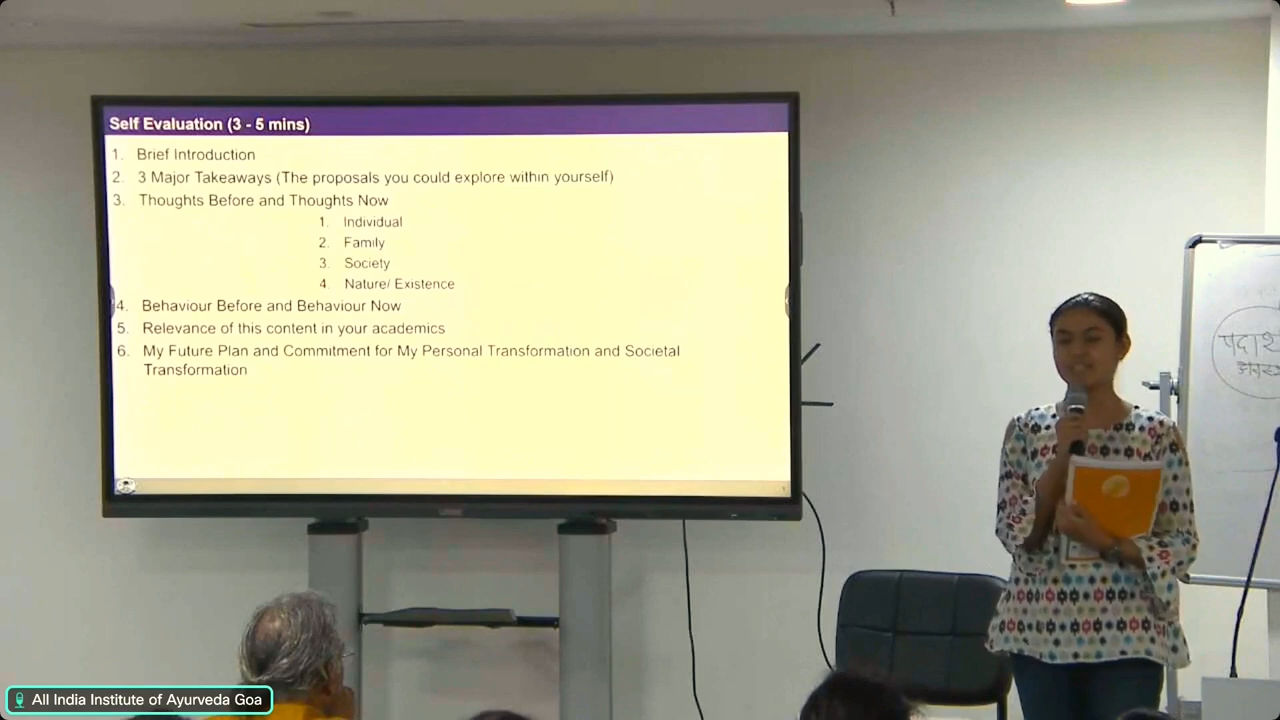 Self Evaluation (3 - 5 mins)
1. Brief Introduction
2. 3 Major Takeaways (The proposals you could explore within yourself)
3. Thoughts Before and Thoughts Now
1. Individual
2. Family
3. Society
4. Nature/ Existence
4. Behaviour Before and Behaviour Now
5. Relevance of this content in your academics
6. My Future Plan and Commitment for My Personal Transformation and Societal
Transformation
All India Institute of Ayurveda Goa